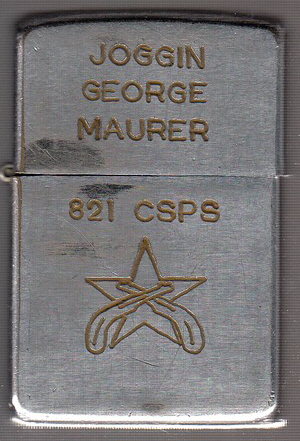 JOGGIN
GEORGE
MAURER
821 CSPS